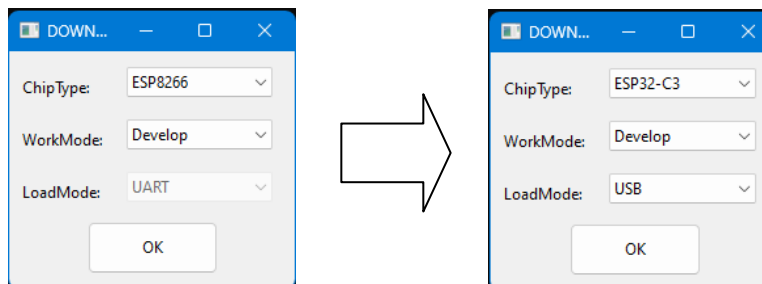 DOWN...
ChipType: ESP8266
WorkMode: Develop
LoadMode: UART
OK
DOWN...
ChipType: ESP32-C3
WorkMode: Develop
LoadMode: USB
OK